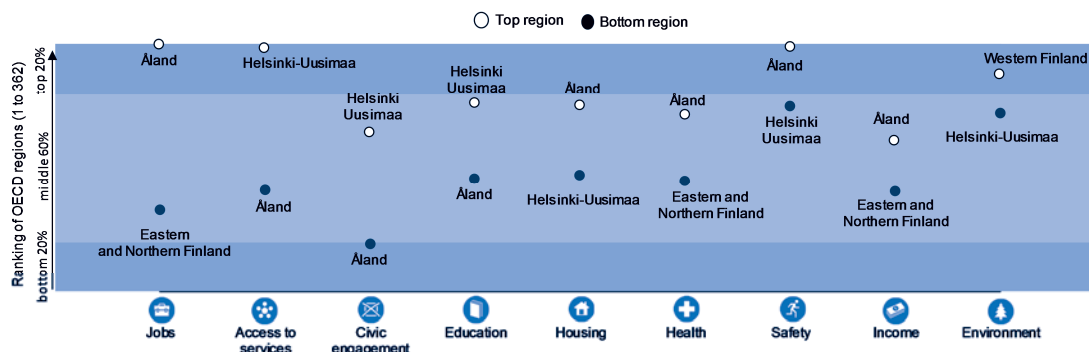 Top region
Bottom region
Ranking of OECD regions (1 to 362)
top 20%
middle 60%
bottom 20%
Åland
Eastern
and Northern Finland
Helsinki-Uusimaa
Åland
Helsinki
Uusimaa
Åland
Helsinki
Uusimaa
Åland
Åland
Helsinki-Uusimaa
Åland
Eastern and
Northern Finland
Åland
Helsinki
Uusimaa
Åland
Eastern and
Northern Finland
Western Finland
Helsinki-Uusimaa
Jobs
Access to
services
Civic
engagement
Education
Housing
Health
Safety
Income
Environment